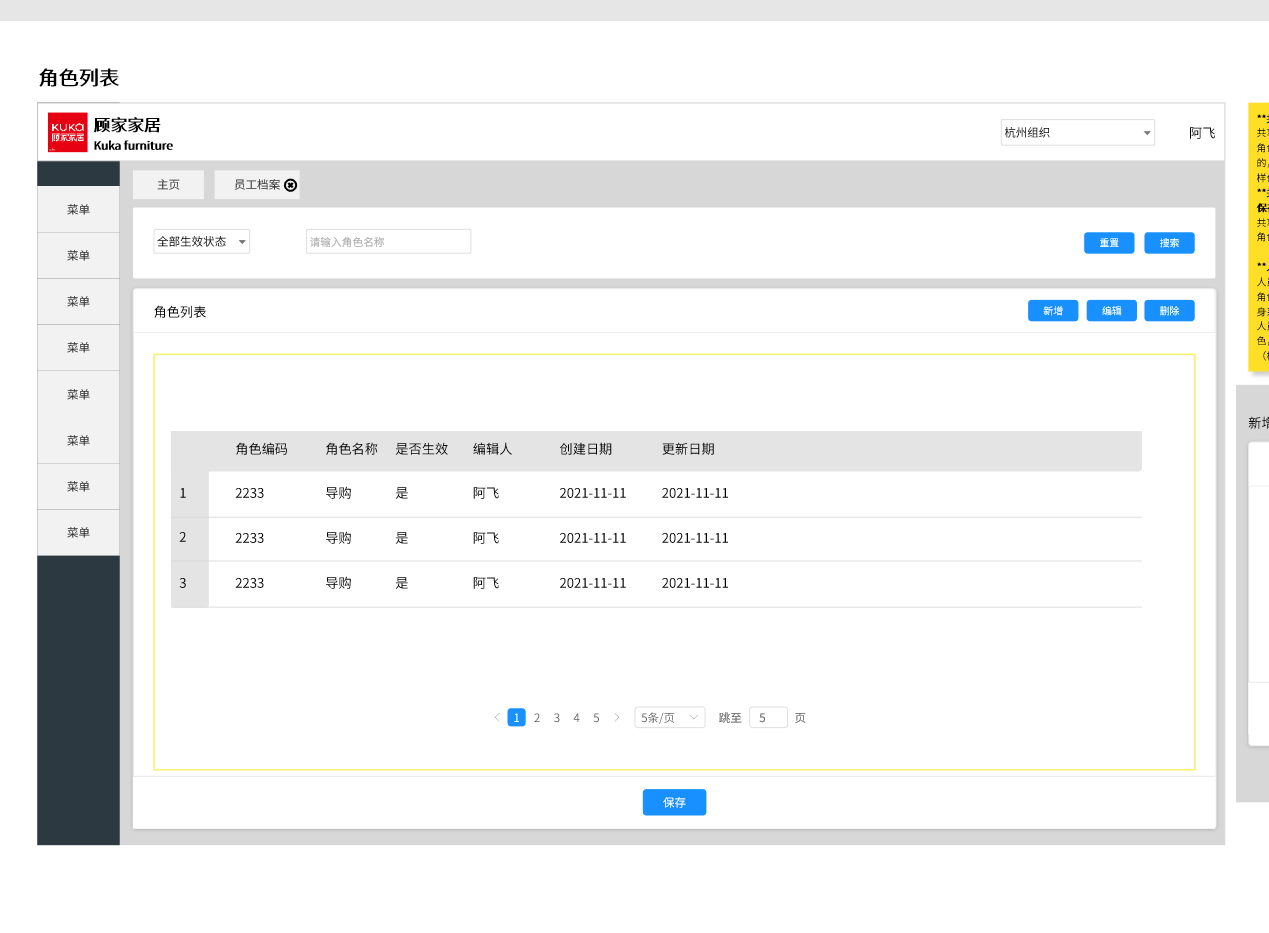 角色列表
KUKa
顾家家居
顾家家居
Kuka furniture
杭州组织
阿飞
主页
员工档案
菜单
菜单
菜单
菜单
菜单
菜单
菜单
菜单
全部生效状态
请输入角色名称
重置
搜索
角色列表
新增
编辑
删除
角色编码 角色名称 是否生效 编辑人 创建日期 更新日期
1 2233 导购 是 阿飞 2021-11-11 2021-11-11
2 2233 导购 是 阿飞 2021-11-11 2021-11-11
3 2233 导购 是 阿飞 2021-11-11 2021-11-11
1 2 3 4 5 5条/页 跳至 5 页
保存
的,
人
色,